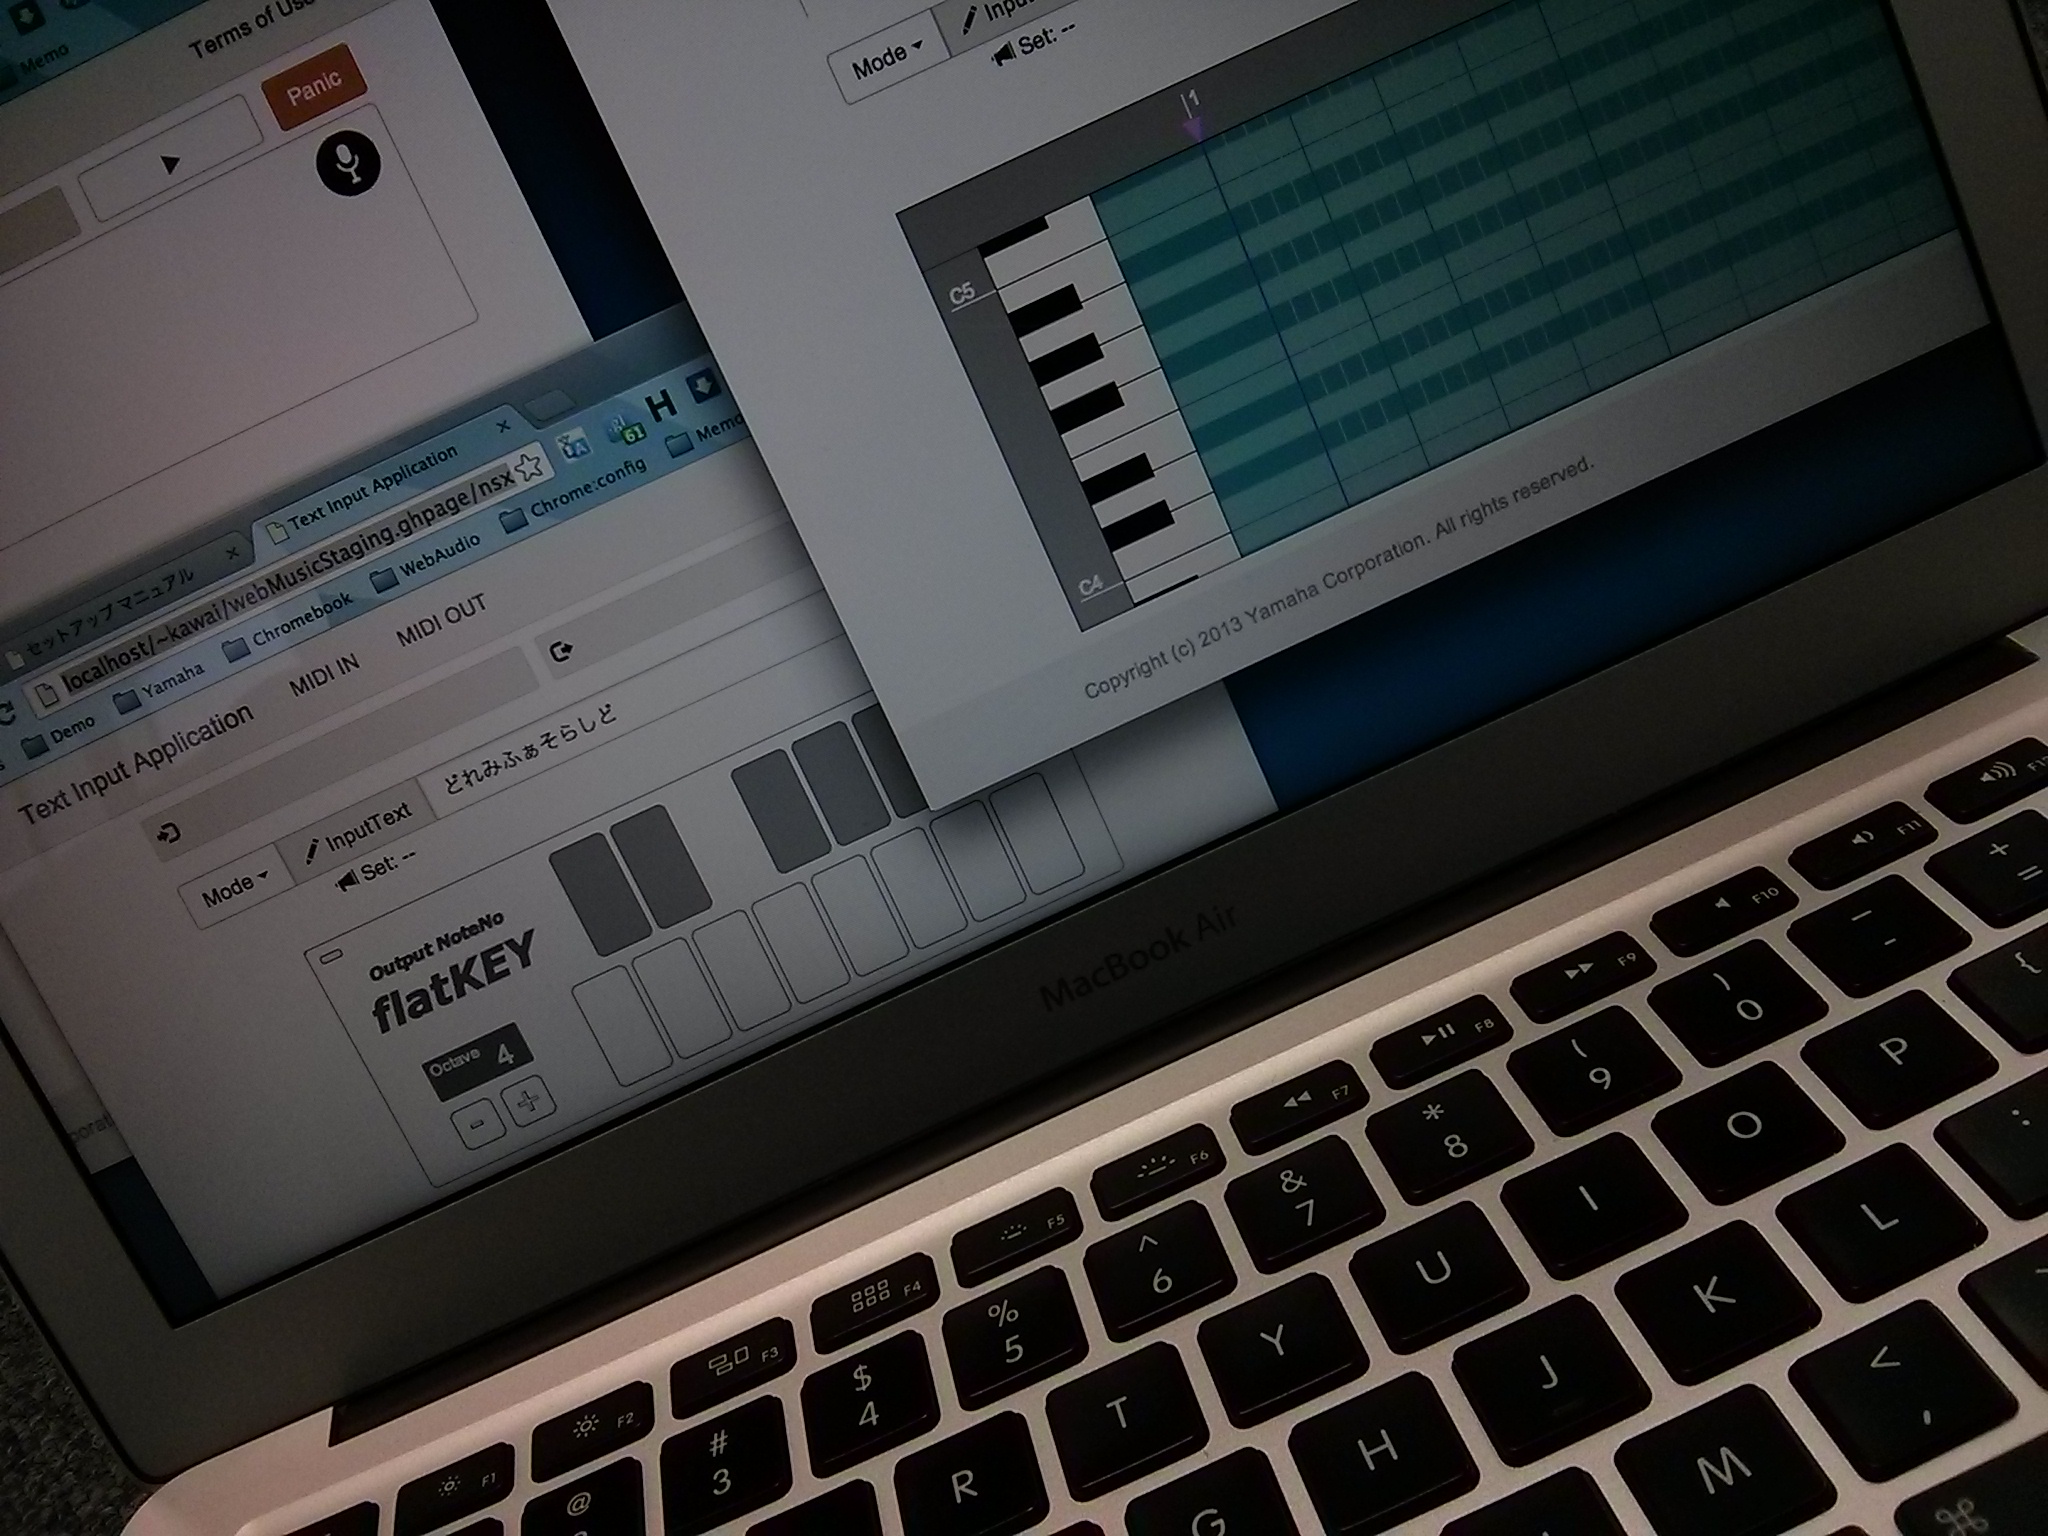 Memo
Terms of Use
Panic
Mode
Input
Set: --
1
C5
C4
Copyright (c) 2013 Yamaha Corporation. All rights reserved.
セットアップマニュアル
Text Input Application
61
H
localhost/~kawai/webMusicStaging.ghpage/nsx
Demo
Yamaha
Chromebook
WebAudio
Chrome:config
Memo
Text Input Application
MIDI IN
MIDI OUT
Mode
InputText
どれみふぁそらしど
Set: --
Output NoteNo
flatKEY
Octave 4
- +
MacBook Air
F1
F2
F3
F4
F5
F6
F7
F8
F9
F10
F11
@
# 3
$ 4
% 5
^ 6
& 7
* 8
( 9
) 0
_ -
+ =
R
T
Y
U
I
O
P
{
G
H
J
K
L
M
< ,
⌘